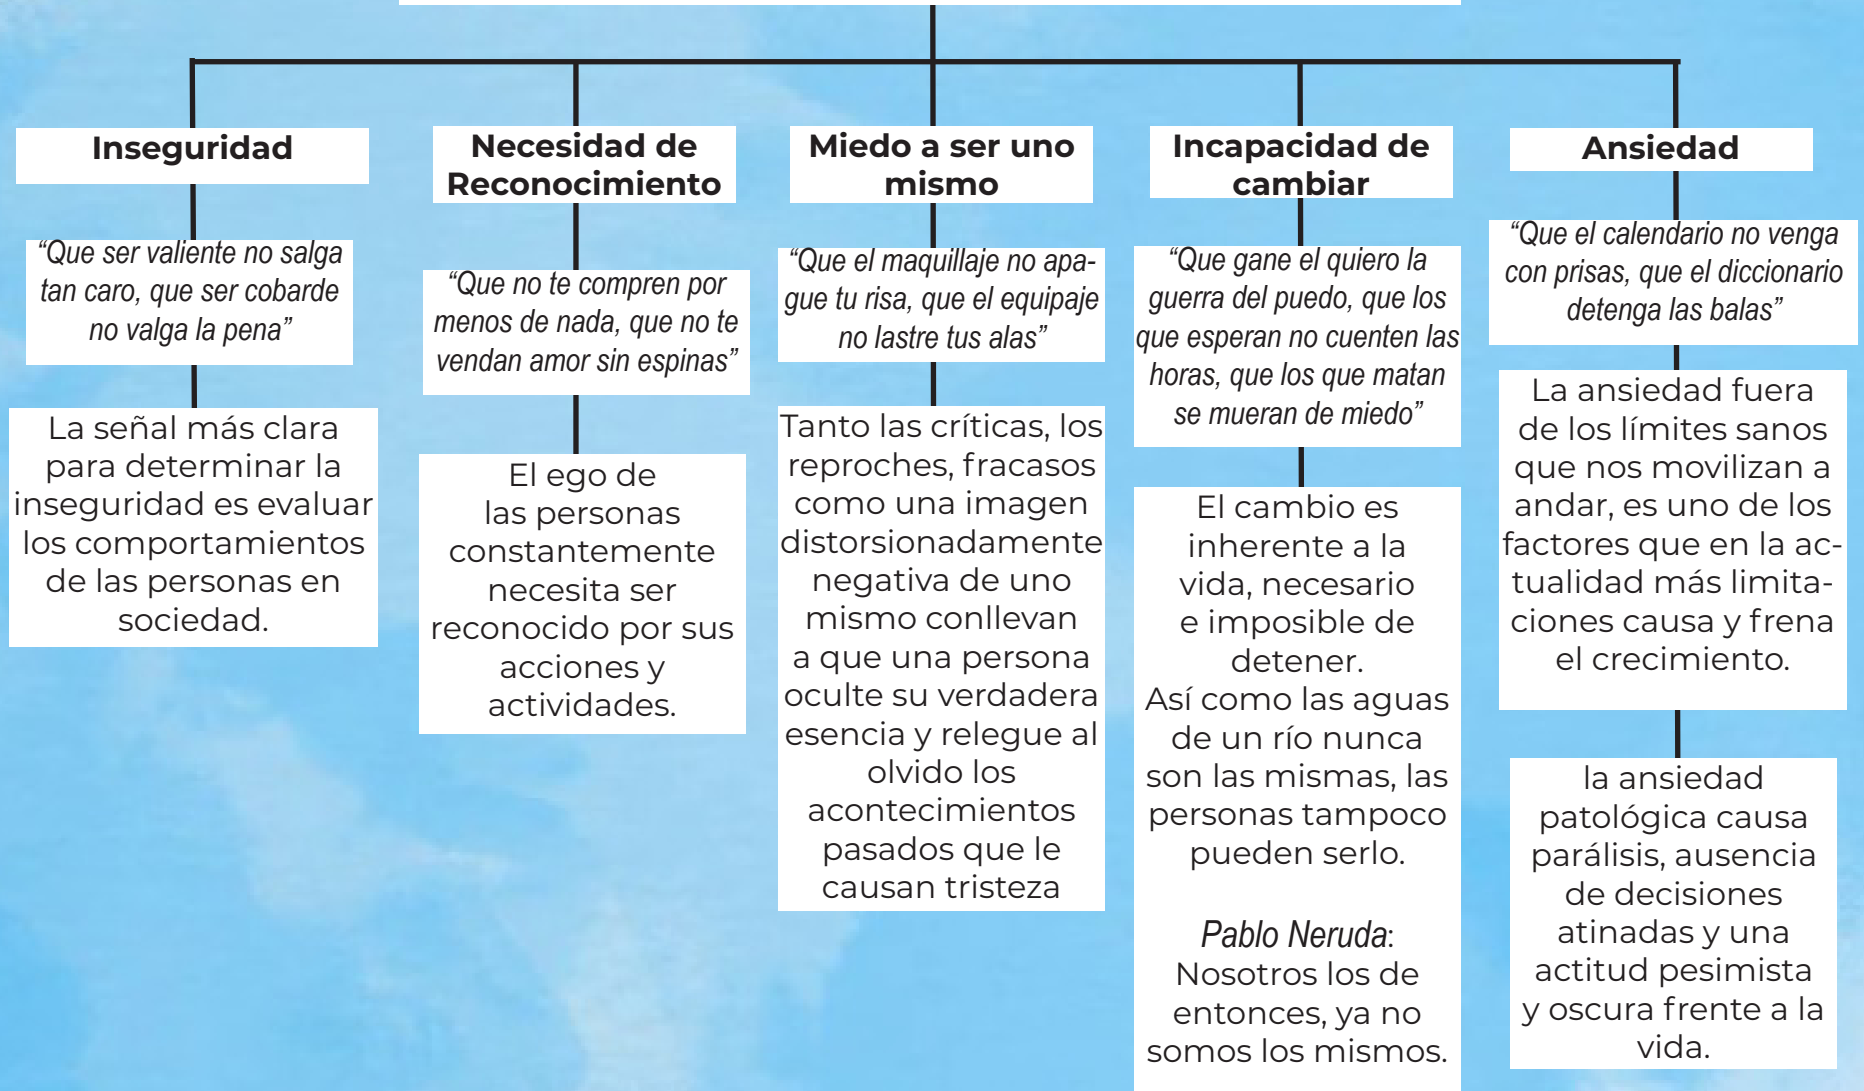 Inseguridad
“Que ser valiente no salga
tan caro, que ser cobarde
no valga la pena”
La señal más clara
para determinar la
inseguridad es evaluar
los comportamientos
de las personas en
sociedad.
Necesidad de
Reconocimiento
“Que no te compren por
menos de nada, que no te
vendan amor sin espinas”
El ego de
las personas
constantemente
necesita ser
reconocido por sus
acciones y
actividades.
Miedo a ser uno
mismo
“Que el maquillaje no apa-
gue tu risa, que el equipaje
no lastre tus alas”
Tanto las críticas, los
reproches, fracasos
como una imagen
distorsionadamente
negativa de uno
mismo conllevan
a que una persona
oculte su verdadera
esencia y relegue al
olvido los
acontecimientos
pasados que le
causan tristeza
Incapacidad de
cambiar
“Que gane el quiero la
guerra del puedo, que los
que esperan no cuenten las
horas, que los que matan
se mueran de miedo”
El cambio es
inherente a la
vida, necesario
e imposible de
detener.
Así como las aguas
de un río nunca
son las mismas, las
personas tampoco
pueden serlo.
Pablo Neruda:
Nosotros los de
entonces, ya no
somos los mismos.
Ansiedad
“Que el calendario no venga
con prisas, que el diccionario
detenga las balas”
La ansiedad fuera
de los límites sanos
que nos movilizan a
andar, es uno de los
factores que en la ac-
tualidad más limita-
ciones causa y frena
el crecimiento.
la ansiedad
patológica causa
parálisis, ausencia
de decisiones
atinadas y una
actitud pesimista
y oscura frente a la
vida.